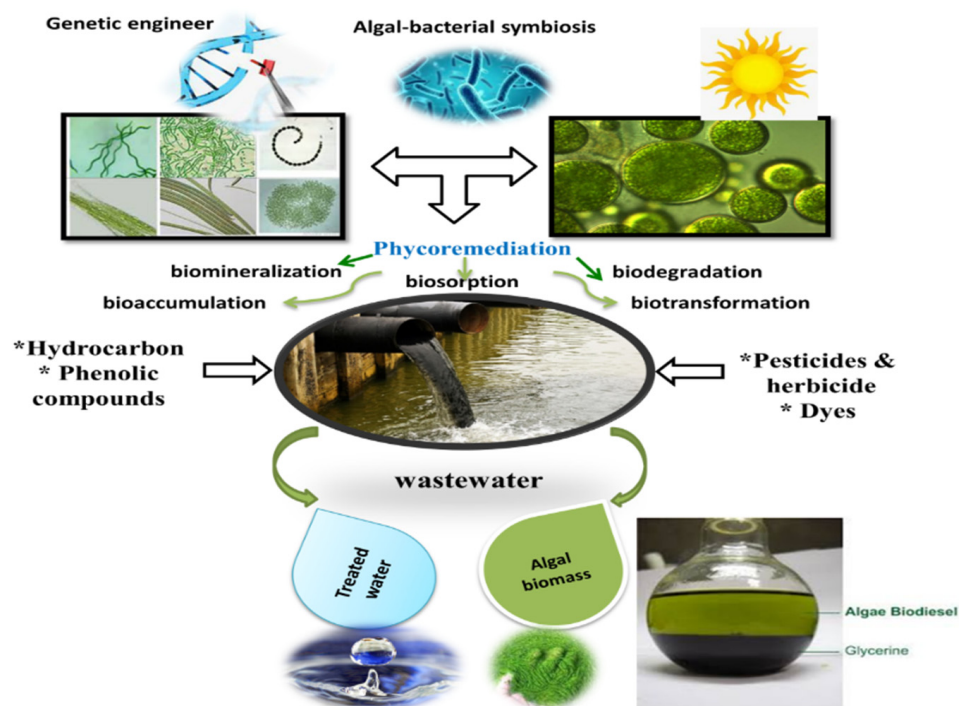 Genetic engineer
Algal-bacterial symbiosis
Phycoremediation
biomineralization
biodegradation
biosorption
bioaccumulation
biotransformation
*Hydrocarbon
* Phenolic
compounds
*Pesticides &
herbicide
* Dyes
wastewater
Treated
water
Algal
biomass
Algae Biodiesel
Glycerine